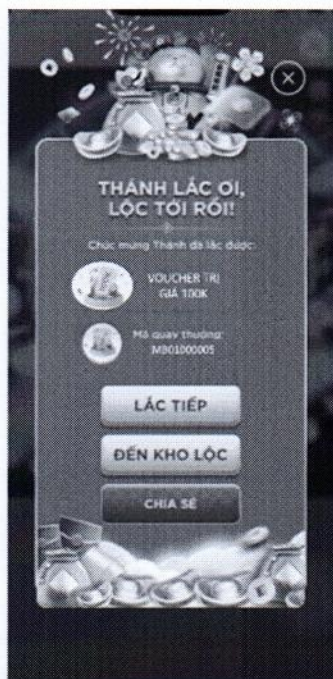 THÁNH LẮC ƠI,
LỘC TỚI RỒI!
Chúc mừng Thánh đã lắc được:
VOUCHER TRỊ
GIÁ 100K
Mã quay thưởng:
MB01000005
LẮC TIẾP
ĐẾN KHO LỘC
CHIA SẺ